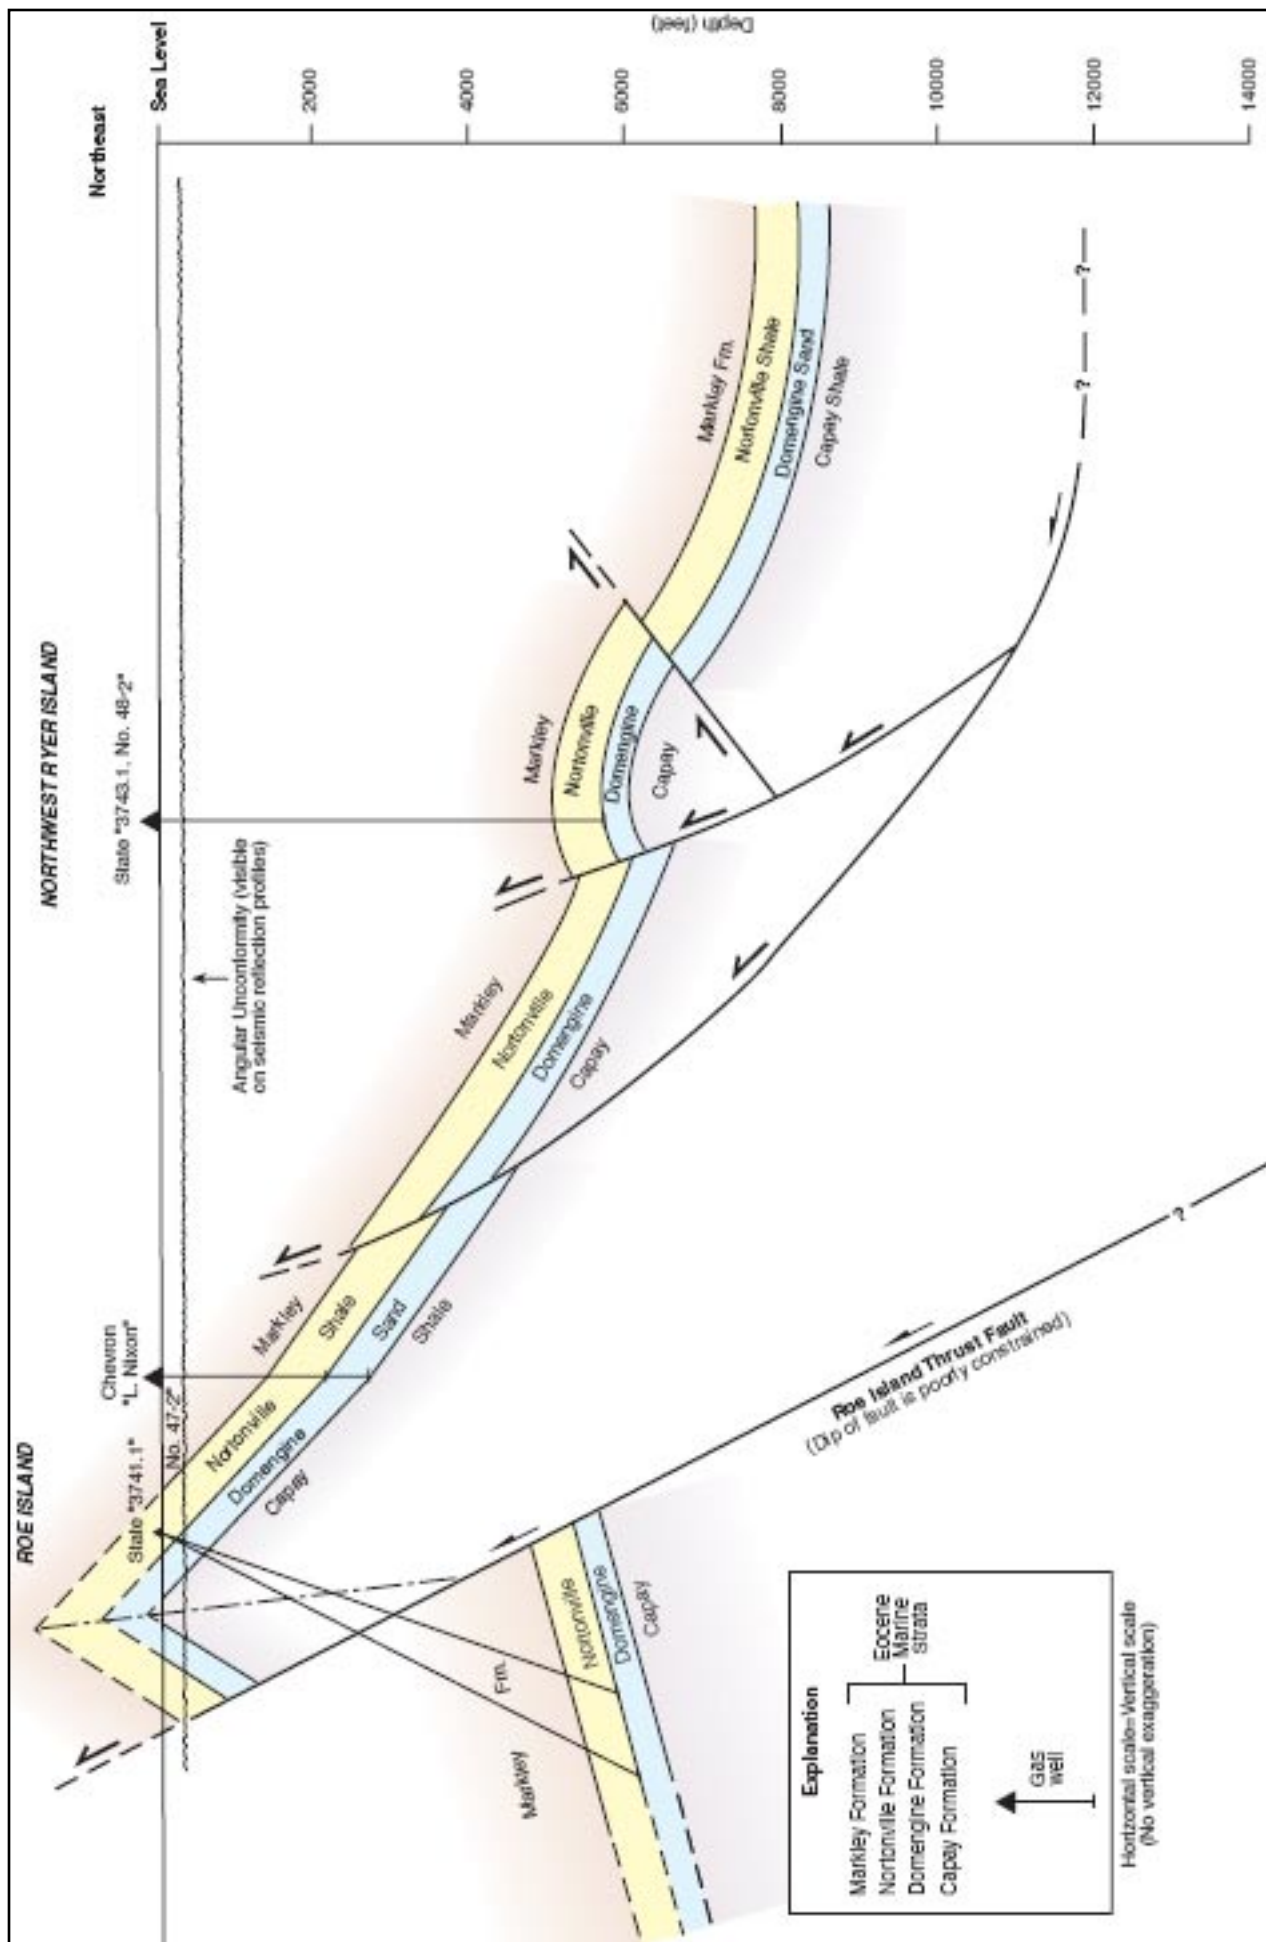 ROE ISLAND
NORTHWEST RYER ISLAND
Northeast
Sea Level
2000
4000
6000
8000
10000
12000
14000
Depth (feet)
State "3741.1"
No. 47-2"
Chevron
"L. Nixon"
State "3743.1, No. 48-2"
Angular Unconformity (visible
on seismic reflection profiles)
Nortonville
Domengine
Capay
Markley
Shale
Sand
Shale
Markley
Nortonville
Domengine
Capay
Markley
Nortonville
Domengine
Capay
Markley Fm.
Nortonville Shale
Domengine Sand
Capay Shale
Markley
Fm.
Nortonville
Domengine
Capay
Roe Island Thrust Fault
(Dip of fault is poorly constrained)
?
?
?
Explanation
Markley Formation
Nortonville Formation
Domengine Formation
Capay Formation
Eocene
Marine
strata
Gas
well
Horizontal scale=Vertical scale
(No vertical exaggeration)